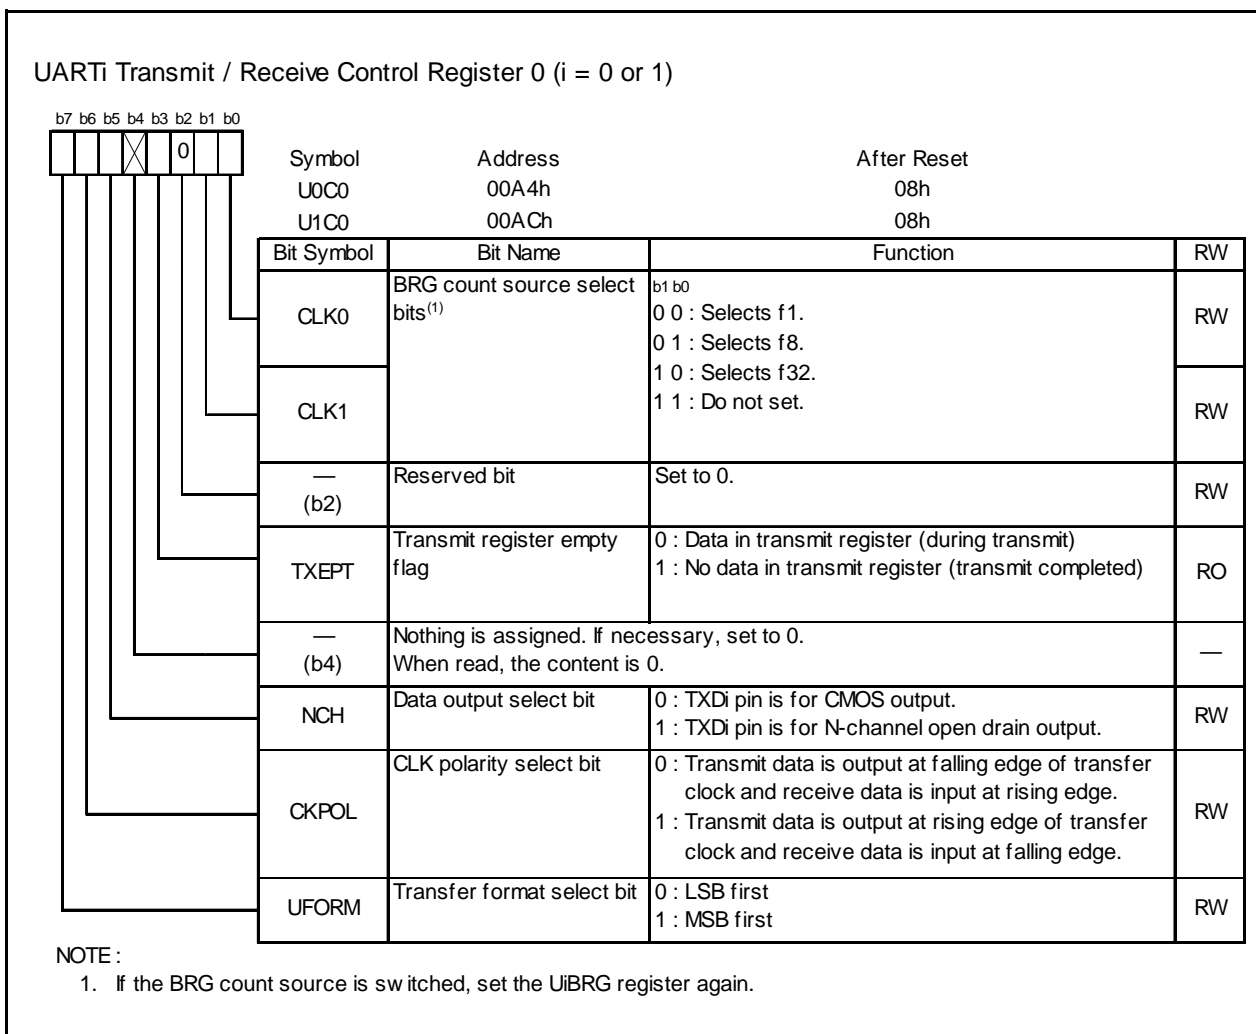 UARTi Transmit / Receive Control Register 0 (i = 0 or 1)
b7 b6 b5 b4 b3 b2 b1 b0
0
Symbol Address After Reset
U0C0 00A4h 08h
U1C0 00ACh 08h
Bit Symbol Bit Name Function RW
CLK0
CLK1
BRG count source select
bits(1)
b1 b0
0 0 : Selects f1.
0 1 : Selects f8.
1 0 : Selects f32.
1 1 : Do not set.
RW
RW
—
(b2)
Reserved bit
Set to 0.
RW
TXEPT
Transmit register empty
flag
0 : Data in transmit register (during transmit)
1 : No data in transmit register (transmit completed)
RO
—
(b4)
Nothing is assigned. If necessary, set to 0.
When read, the content is 0.
—
NCH
Data output select bit
0 : TXDi pin is for CMOS output.
1 : TXDi pin is for N-channel open drain output.
RW
CKPOL
CLK polarity select bit
0 : Transmit data is output at falling edge of transfer
clock and receive data is input at rising edge.
1 : Transmit data is output at rising edge of transfer
clock and receive data is input at falling edge.
RW
UFORM
Transfer format select bit
0 : LSB first
1 : MSB first
RW
NOTE :
1. If the BRG count source is switched, set the UiBRG register again.